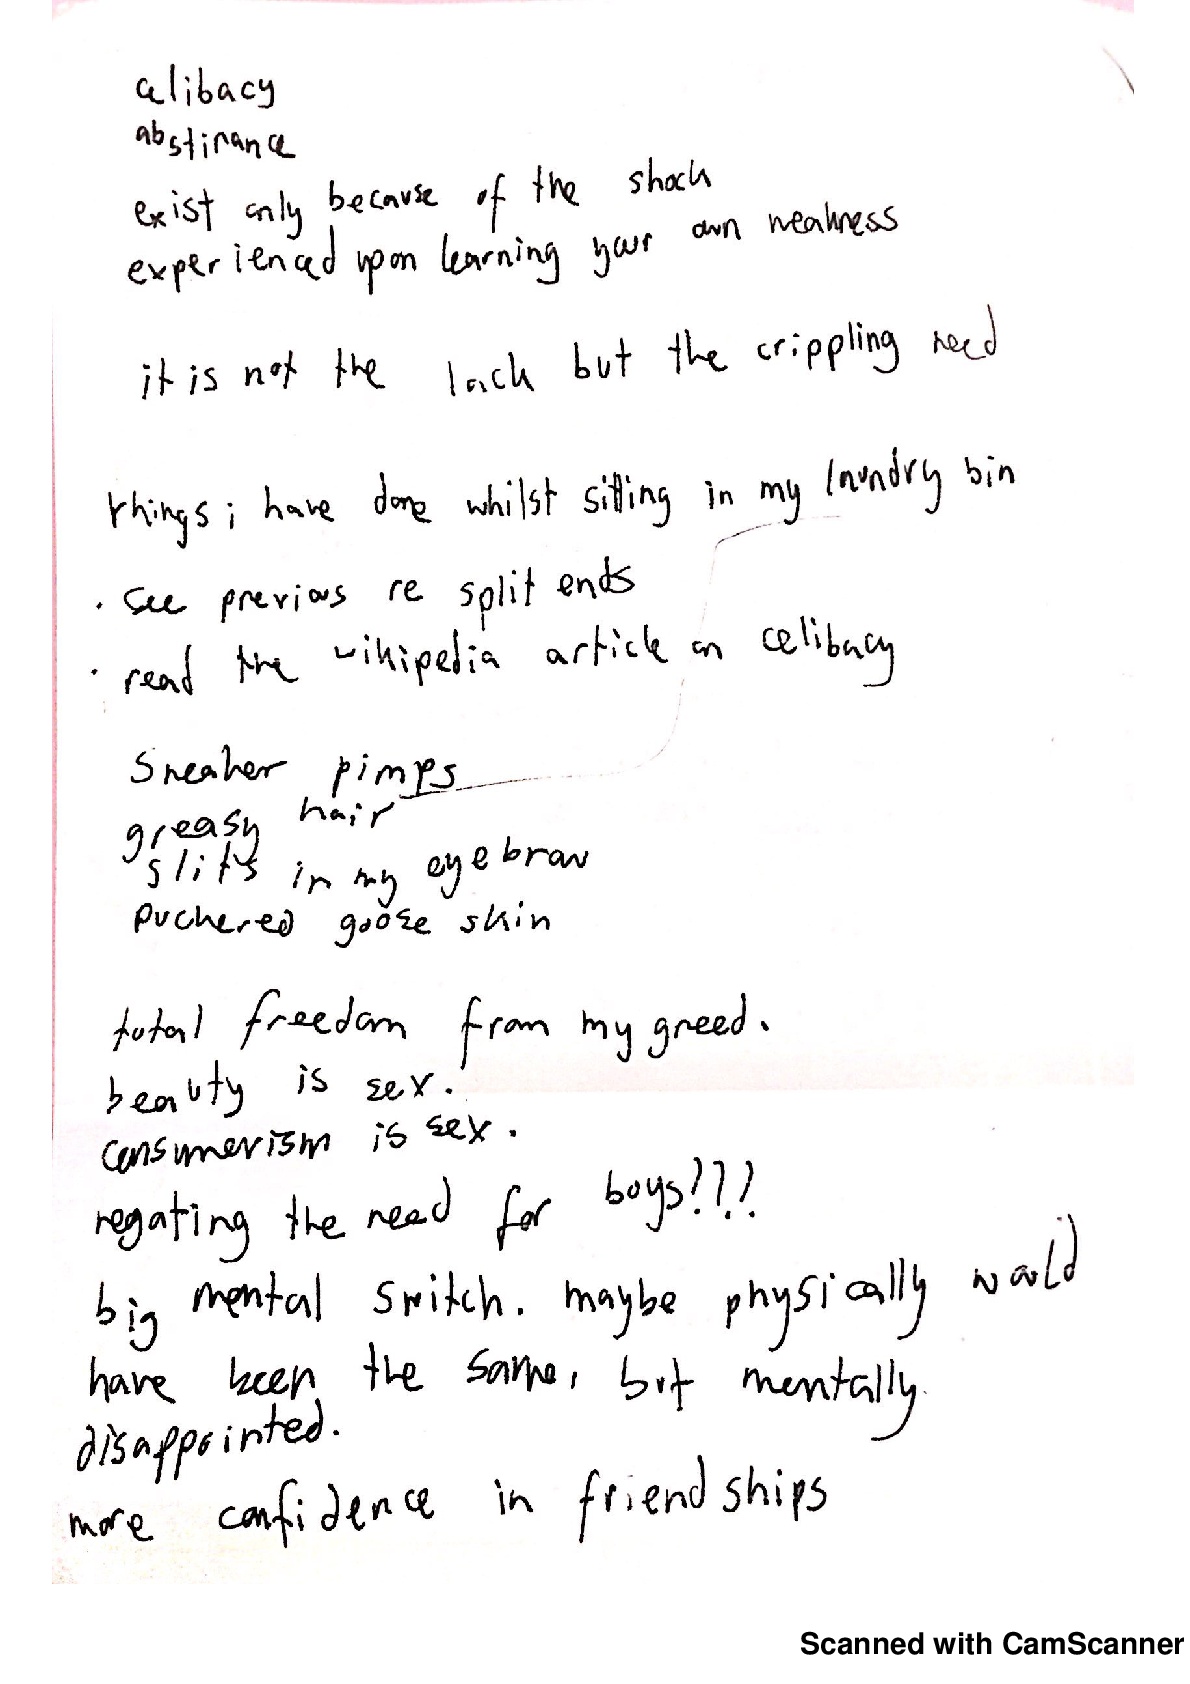 celibacy
abstinance
exist only because of the shock
experienced upon learning your own weakness
it is not the lack but the crippling need
things i have done whilst sitting in my laundry bin
· see previous re split ends
· read the wikipedia article on celibacy
Sneaker pimps
greasy hair
slits in my eyebrow
puckered goose skin
total freedom from my greed.
beauty is sex.
consumerism is sex.
negating the need for boys!???
big mental switch. maybe physically would
have been the same, but mentally
disappointed.
more confidence in friendships
Scanned with CamScanner